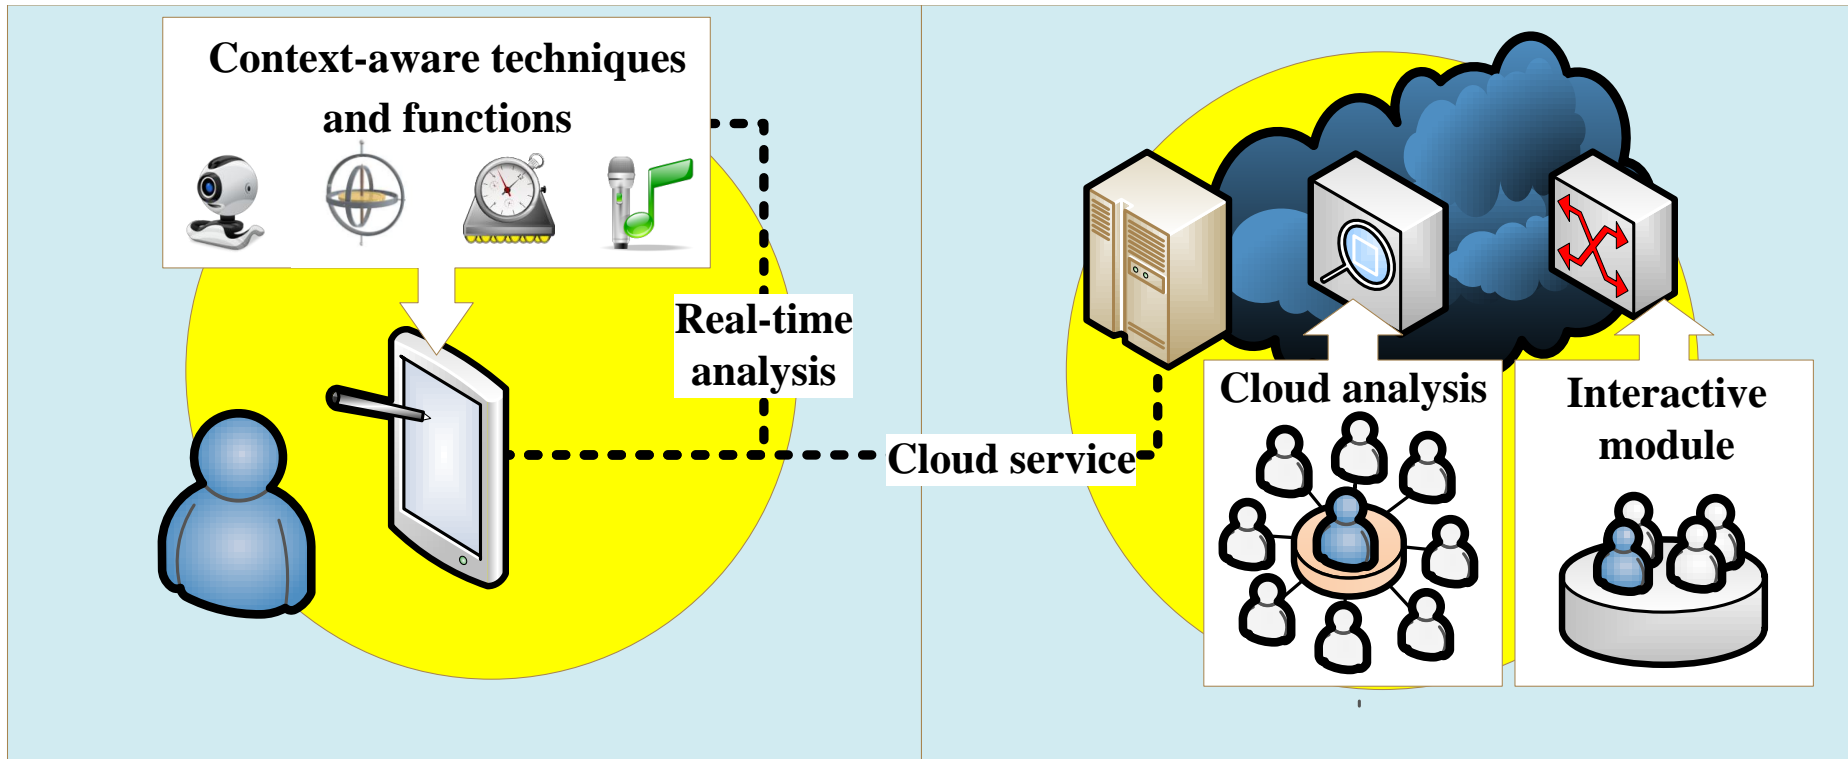 Context-aware techniques
and functions
Real-time
analysis
Cloud service
Cloud analysis
Interactive
module